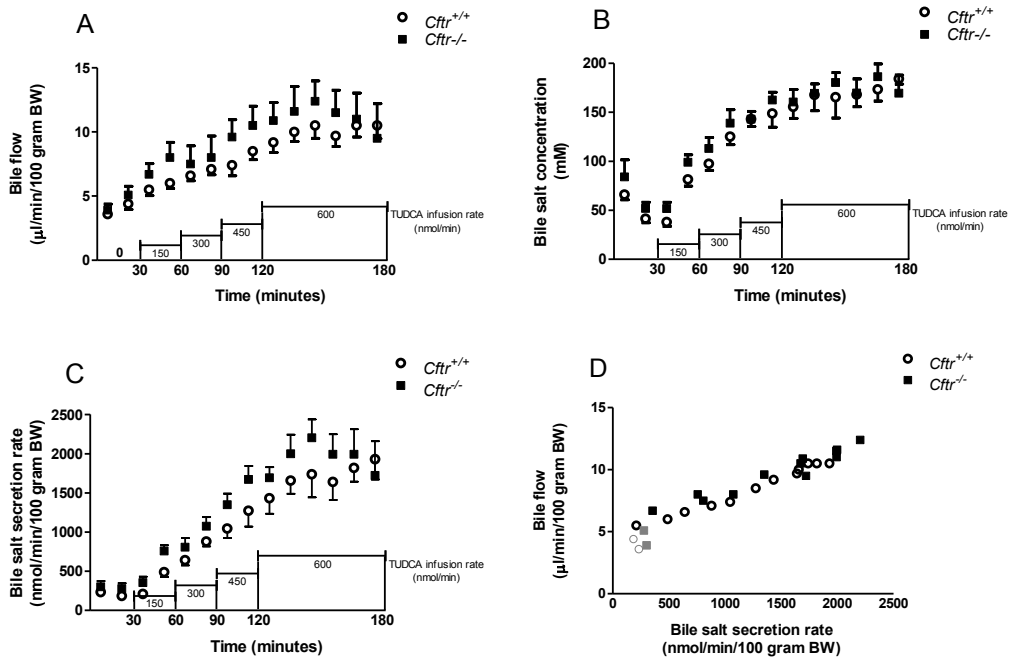 A
Cftr+/+
Cftr-/-
Bile flow
(µl/min/100 gram BW)
15
10
5
0
0
150
300
450
600
TUDCA infusion rate
(nmol/min)
30
60
90
120
180
Time (minutes)
B
Cftr+/+
Cftr-/-
Bile salt concentration
(mM)
200
150
100
50
0
150
300
450
600
TUDCA infusion rate
(nmol/min)
30
60
90
120
180
Time (minutes)
C
Cftr+/+
Cftr-/-
Bile salt secretion rate
(nmol/min/100 gram BW)
2500
2000
1500
1000
500
0
150
300
450
600
TUDCA infusion rate
(nmol/min)
30
60
90
120
180
Time (minutes)
D
Cftr+/+
Cftr-/-
Bile flow
(µl/min/100 gram BW)
15
10
5
0
0
500
1000
1500
2000
2500
Bile salt secretion rate
(nmol/min/100 gram BW)